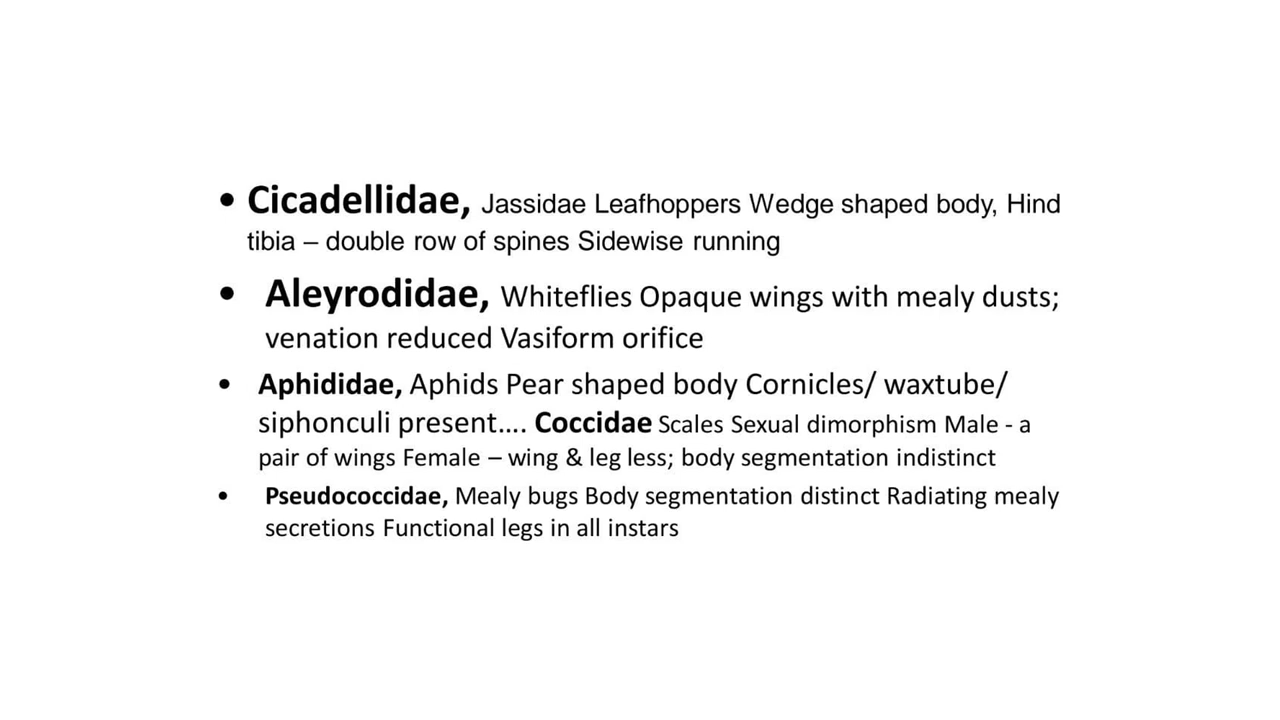 • Cicadellidae, Jassidae Leafhoppers Wedge shaped body, Hind
tibia – double row of spines Sidewise running
• Aleyrodidae, Whiteflies Opaque wings with mealy dusts;
venation reduced Vasiform orifice
• Aphididae, Aphids Pear shaped body Cornicles/ waxtube/
siphonculi present.... Coccidae Scales Sexual dimorphism Male - a
pair of wings Female – wing & leg less; body segmentation indistinct
• Pseudococcidae, Mealy bugs Body segmentation distinct Radiating mealy
secretions Functional legs in all instars